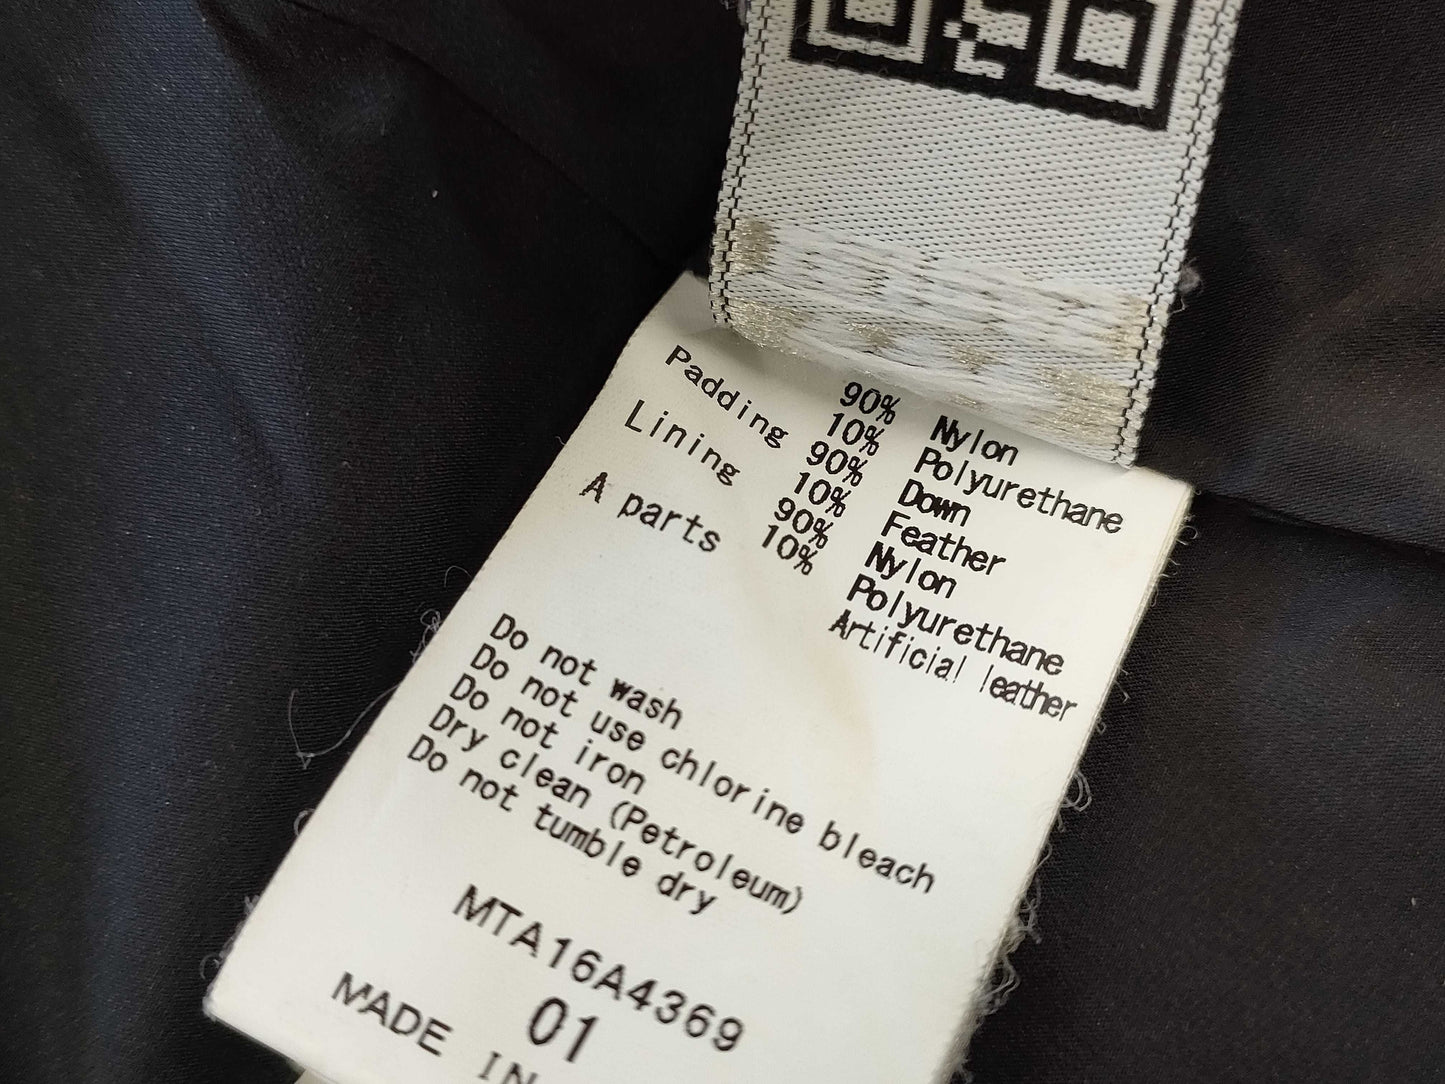 90% Nylon
10% Polyurethane
Padding 90% Down
10% Feather
Lining 90% Nylon
10% Polyurethane
A parts Artificial leather
Do not wash
Do not use chlorine bleach
Do not iron
Dry clean (Petroleum)
Do not tumble dry
MTA16A4369
01
MADE IN